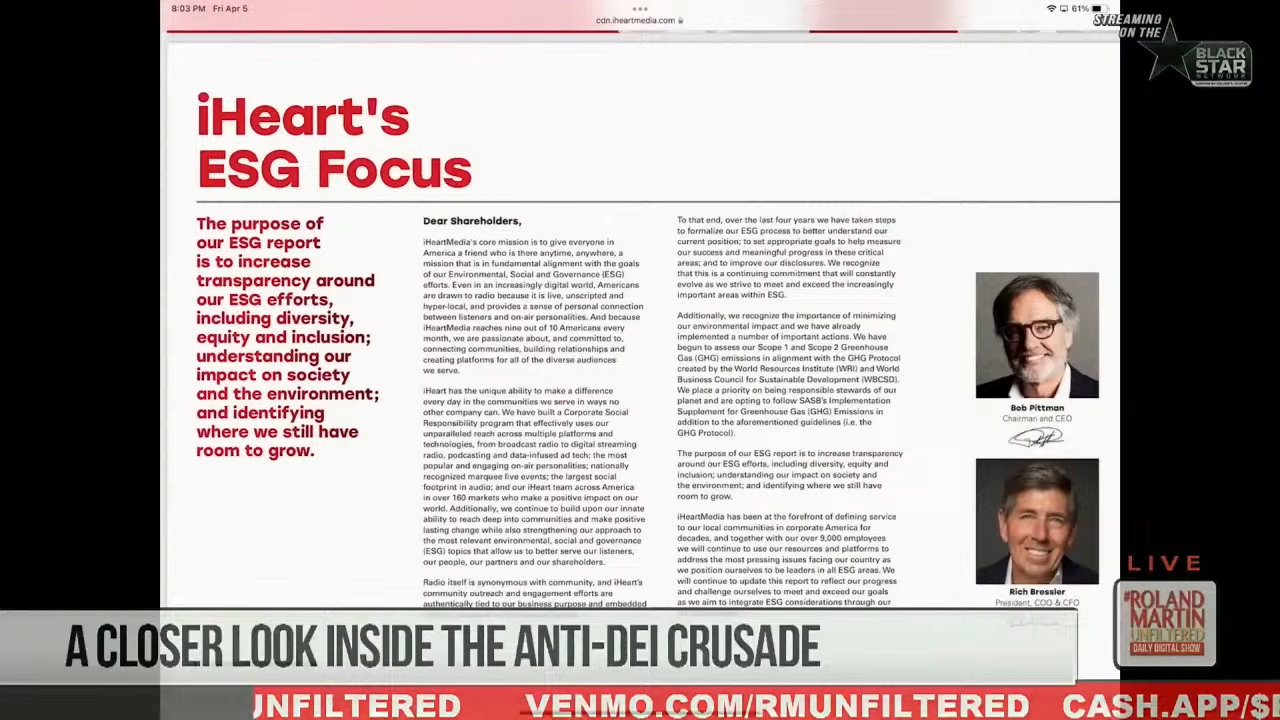 8:03 PM Fri Apr 5
cdn.iheartmedia.com
61%
STREAMING
ON THE
BLACK
STAR
NETWORK
iHeart's
ESG Focus
The purpose of
our ESG report
is to increase
transparency around
our ESG efforts,
including diversity,
equity and inclusion;
understanding our
impact on society
and the environment;
and identifying
where we still have
room to grow.
Dear Shareholders,
iHeartMedia's core mission is to give everyone in
America a friend who is there anytime, anywhere, a
mission that is in fundamental alignment with the goals
of our Environmental, Social and Governance (ESG)
efforts. Even in an increasingly digital world, Americans
are drawn to radio because it is live, unscripted and
hyper-local, and provides a sense of personal connection
between listeners and on-air personalities. And because
iHeartMedia reaches nine out of 10 Americans every
month, we are passionate about, and committed to,
connecting communities, building relationships and
creating platforms for all of the diverse audiences
we serve.
iHeart has the unique ability to make a difference
every day in the communities we serve in ways no
other company can. We have built a Corporate Social
Responsibility program that effectively uses our
unparalleled reach across multiple platforms and
technologies, from broadcast radio to digital streaming
radio, podcasting and data-infused ad tech; the most
popular and engaging on-air personalities; nationally
recognized marquee live events; the largest social
footprint in audio; and our iHeart team across America
in over 160 markets who make a positive impact on our
world. Additionally, we continue to build upon our innate
ability to reach deep into communities and make positive
lasting change while also strengthening our approach to
the most relevant environmental, social and governance
(ESG) topics that allow us to better serve our listeners,
our people, our partners and our shareholders.
Radio itself is synonymous with community, and iHeart's
community outreach and engagement efforts are
authentically tied to our business purpose and embedded
To that end, over the last four years we have taken steps
to formalize our ESG process to better understand our
current position; to set appropriate goals to help measure
our success and meaningful progress in these critical
areas; and to improve our disclosures. We recognize
that this is a continuing commitment that will constantly
evolve as we strive to meet and exceed the increasingly
important areas within ESG.
Additionally, we recognize the importance of minimizing
our environmental impact and we have already
implemented a number of important actions. We have
begun to assess our Scope 1 and Scope 2 Greenhouse
Gas (GHG) emissions in alignment with the GHG Protocol
created by the World Resources Institute (WRI) and World
Business Council for Sustainable Development (WBCSD).
We place a priority on being responsible stewards of our
planet and are opting to follow SASB's Implementation
Supplement for Greenhouse Gas (GHG) Emissions in
addition to the aforementioned guidelines (i.e. the
GHG Protocol).
The purpose of our ESG report is to increase transparency
around our ESG efforts, including diversity, equity and
inclusion; understanding our impact on society and
the environment; and identifying where we still have
room to grow.
iHeartMedia has been at the forefront of defining service
to our local communities in corporate America for
decades, and together with our over 9,000 employees
we will continue to use our resources and platforms to
address the most pressing issues facing our country as
we position ourselves to be leaders in all ESG areas. We
will continue to update this report to reflect our progress
and challenge ourselves to meet and exceed our goals
as we aim to integrate ESG considerations through our
Bob Pittman
Chairman and CEO
Rich Bressler
President, COO & CFO
LIVE
#ROLAND
MARTIN
UNFILTERED
DAILY DIGITAL SHOW
A CLOSER LOOK INSIDE THE ANTI-DEI CRUSADE
UNFILTERED VENMO.COM/RMUNFILTERED CASH.APP/$